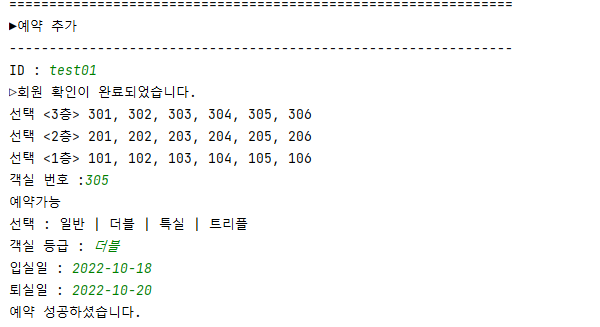 ================================================================
▶예약 추가
----------------------------------------------------------------
ID : test01
▷회원 확인이 완료되었습니다.
선택 <3층> 301, 302, 303, 304, 305, 306
선택 <2층> 201, 202, 203, 204, 205, 206
선택 <1층> 101, 102, 103, 104, 105, 106
객실 번호 :305
예약가능
선택 : 일반 | 더블 | 특실 | 트리플
객실 등급 : 더블
입실일 : 2022-10-18
퇴실일 : 2022-10-20
예약 성공하셨습니다.